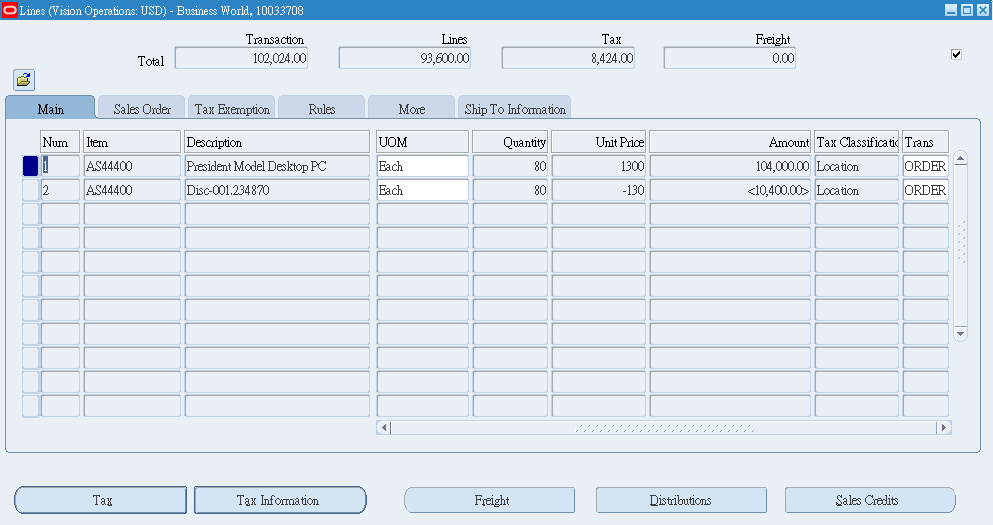 Lines (Vision Operations: USD) - Business World, 10033708
Transaction Lines Tax Freight
Total 102,024.00 93,600.00 8,424.00 0.00
Main Sales Order Tax Exemption Rules More Ship To Information
Num Item Description UOM Quantity Unit Price Amount Tax Classificatio Trans
1 AS44400 President Model Desktop PC Each 80 1300 104,000.00 Location ORDER
2 AS44400 Disc-001.234870 Each 80 -130 <10,400.00> Location ORDER
Tax Tax Information Freight Distributions Sales Credits